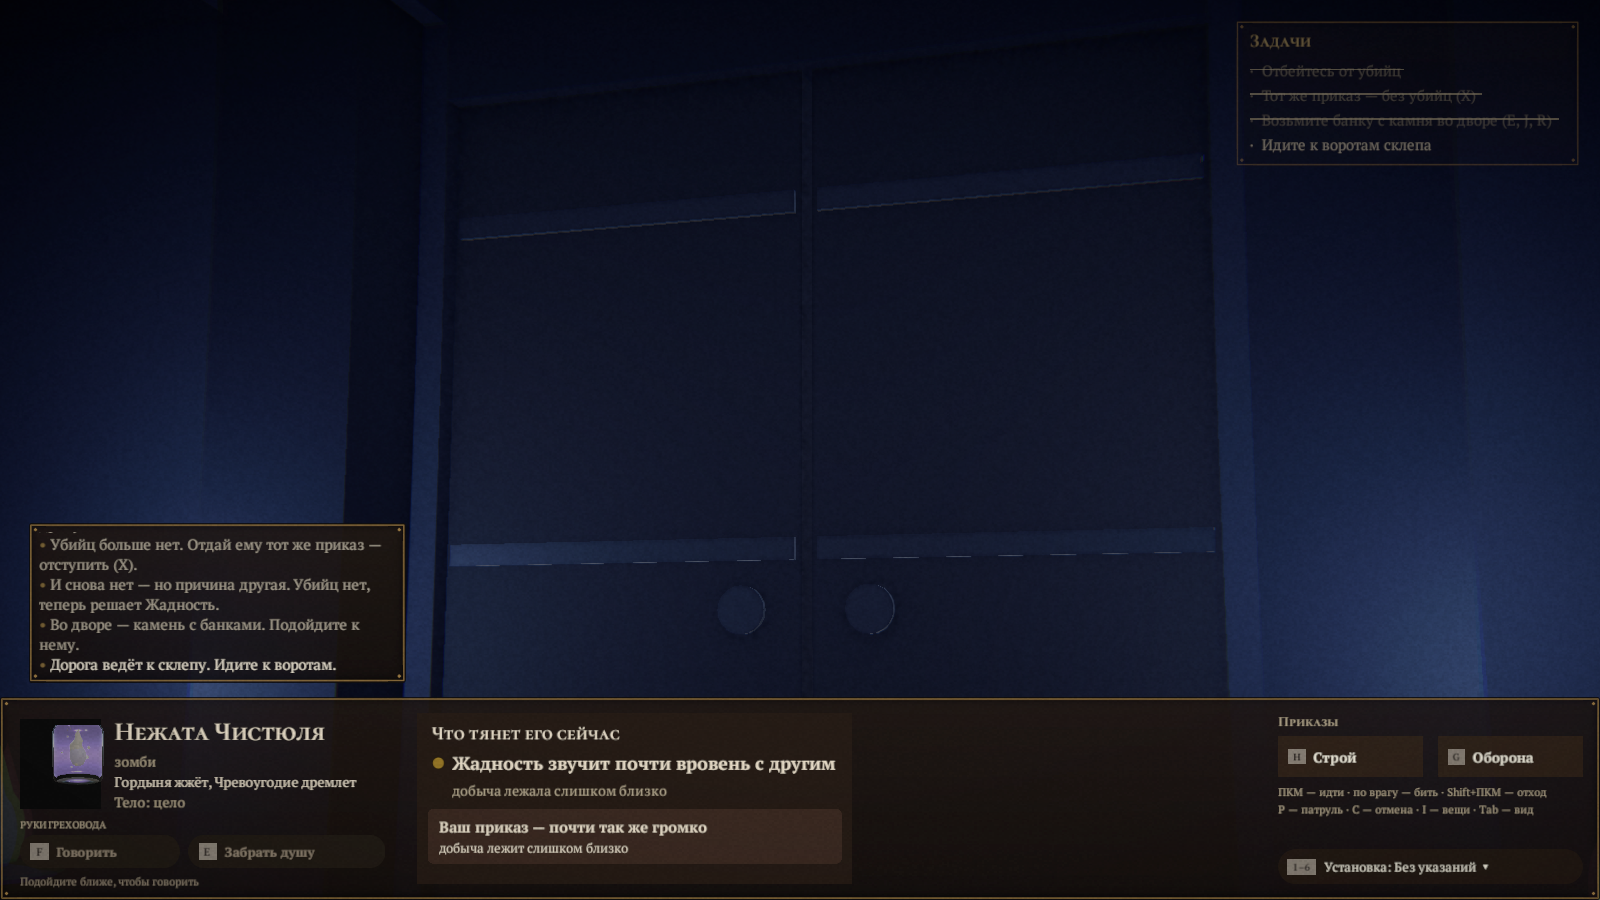 Задачи
· Отбейтесь от убийц
· Тот же приказ — без убийц (X)
· Возьмите банку с камня во дворе (E, J, R)
· Идите к воротам склепа
• Убийц больше нет. Отдай ему тот же приказ —
отступить (X).
• И снова нет — но причина другая. Убийц нет,
теперь решает Жадность.
• Во дворе — камень с банками. Подойдите к
нему.
• Дорога ведёт к склепу. Идите к воротам.
Нежата Чистюля
зомби
Гордыня жжёт, Чревоугодие дремлет
Тело: цело
РУКИ ГРЕХОВОДА
F Говорить
E Забрать душу
Подойдите ближе, чтобы говорить
Что тянет его сейчас
Жадность звучит почти вровень с другим
добыча лежала слишком близко
Ваш приказ — почти так же громко
добыча лежит слишком близко
Приказы
H Строй
G Оборона
ПКМ — идти · по врагу — бить · Shift+ПКМ — отход
P — патруль · C — отмена · I — вещи · Tab — вид
1–6 Установка: Без указаний ▾